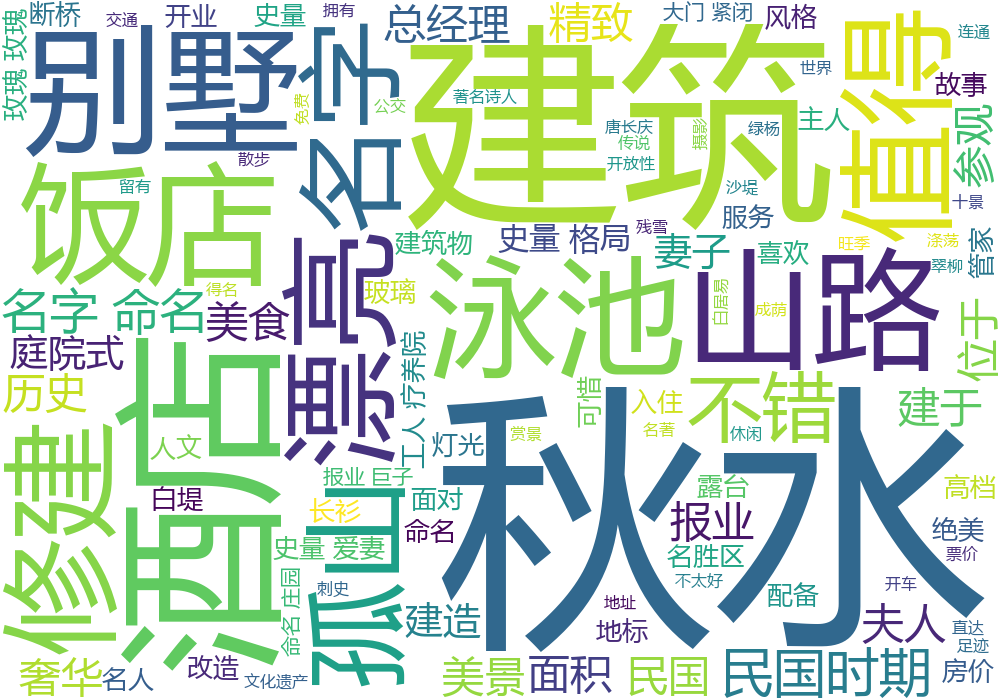 断桥
交通
开业
史量
拥有
总经理
精致
大门 紧闭
风格
连通
玫瑰 玫瑰
别墅
名字
建筑
值得
世界
故事
免费
公交
著名诗人
唐长庆
传说
开放性
摄影
绿杨
主人
参观
散步
饭店
留有
沙堤
十景
服务
残雪
建筑物
史量 格局
妻子
喜欢
旺季
涤荡
管家
翠柳
得名
漂亮
玻璃
泳池
白居易
成荫
山路
名字 命名
美食
位于
庭院式
工人 疗养院
历史
酒店
可惜
入住
不错
建于
名著
休闲
修建
人文
灯光
赏景
秋水
报业 巨子
白堤
长衫
孤山
面对
露台
高档
命名
报业
绝美
史量 爱妻
名胜区
票价
不太好
命名 庄园
刺史
配备
开车
建造
地址
地标
夫人
直达
足迹
奢华
名人
改造
文化遗产
美景
面积
民国
民国时期
房价